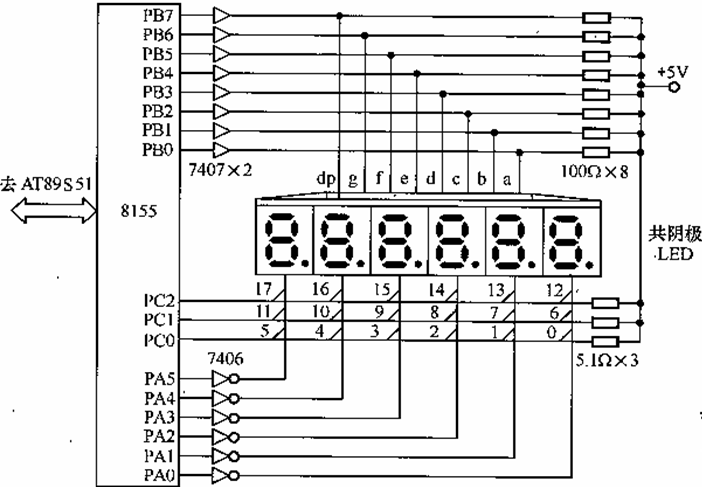 PB7
PB6
PB5
PB4
PB3
PB2
PB1
PB0
+5V
7407×2
100Ω×8
去 AT89S51
8155
dp g f e d c b a
共阴极
LED
17 16 15 14 13 12
PC2
11 10 9 8 7 6
PC1
5 4 3 2 1 0
PC0
5.1Ω×3
7406
PA5
PA4
PA3
PA2
PA1
PA0